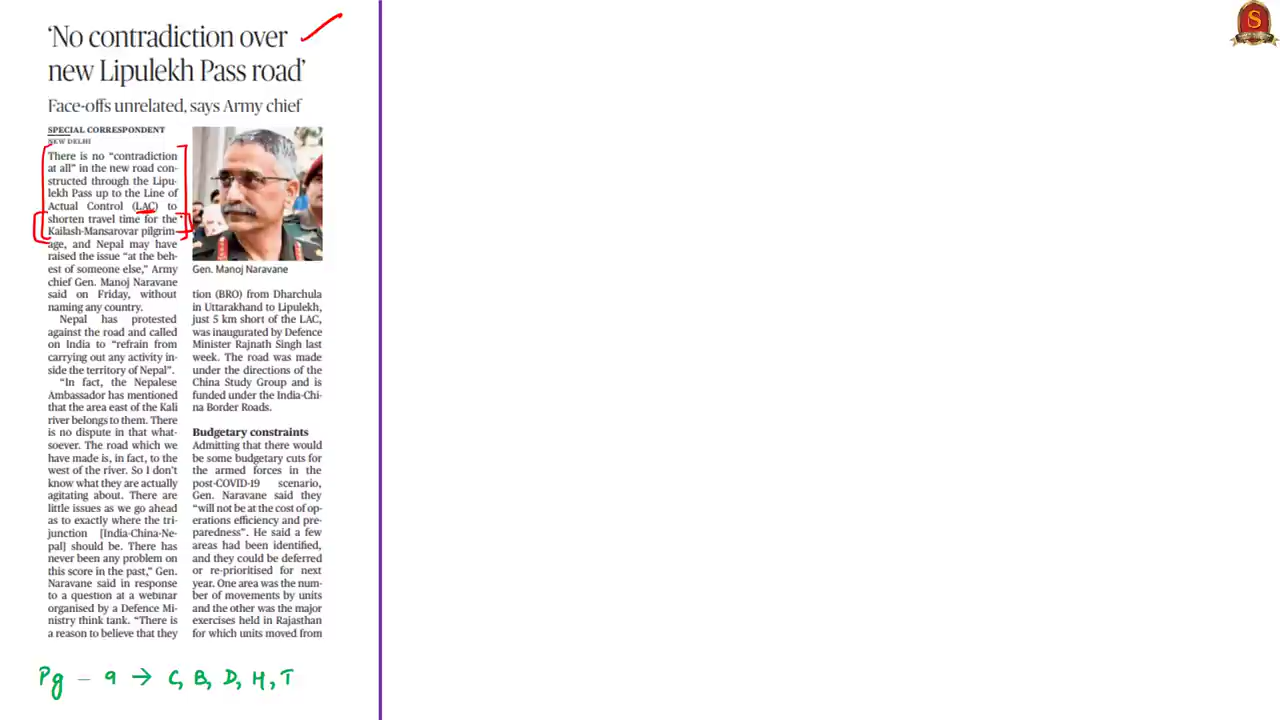 ‘No contradiction over
new Lipulekh Pass road’
Face-offs unrelated, says Army chief
SPECIAL CORRESPONDENT
NEW DELHI
There is no “contradiction
at all” in the new road con-
structed through the Lipu-
lekh Pass up to the Line of
Actual Control (LAC) to
shorten travel time for the
Kailash-Mansarovar pilgrim-
age, and Nepal may have
raised the issue “at the beh-
est of someone else,” Army
chief Gen. Manoj Naravane
said on Friday, without
naming any country.
Nepal has protested
against the road and called
on India to “refrain from
carrying out any activity in-
side the territory of Nepal”.
“In fact, the Nepalese
Ambassador has mentioned
that the area east of the Kali
river belongs to them. There
is no dispute in that what-
soever. The road which we
have made is, in fact, to the
west of the river. So I don’t
know what they are actually
agitating about. There are
little issues as we go ahead
as to exactly where the tri-
junction [India-China-Ne-
pal] should be. There has
never been any problem on
this score in the past,” Gen.
Naravane said in response
to a question at a webinar
organised by a Defence Mi-
nistry think tank. “There is
a reason to believe that they
Gen. Manoj Naravane
tion (BRO) from Dharchula
in Uttarakhand to Lipulekh,
just 5 km short of the LAC,
was inaugurated by Defence
Minister Rajnath Singh last
week. The road was made
under the directions of the
China Study Group and is
funded under the India-Chi-
na Border Roads.
Budgetary constraints
Admitting that there would
be some budgetary cuts for
the armed forces in the
post-COVID-19 scenario,
Gen. Naravane said they
“will not be at the cost of op-
erations efficiency and pre-
paredness”. He said a few
areas had been identified,
and they could be deferred
or re-prioritised for next
year. One area was the num-
ber of movements by units
and the other was the major
exercises held in Rajasthan
for which units moved from
Pg - 9 → C, B, D, H, T
S